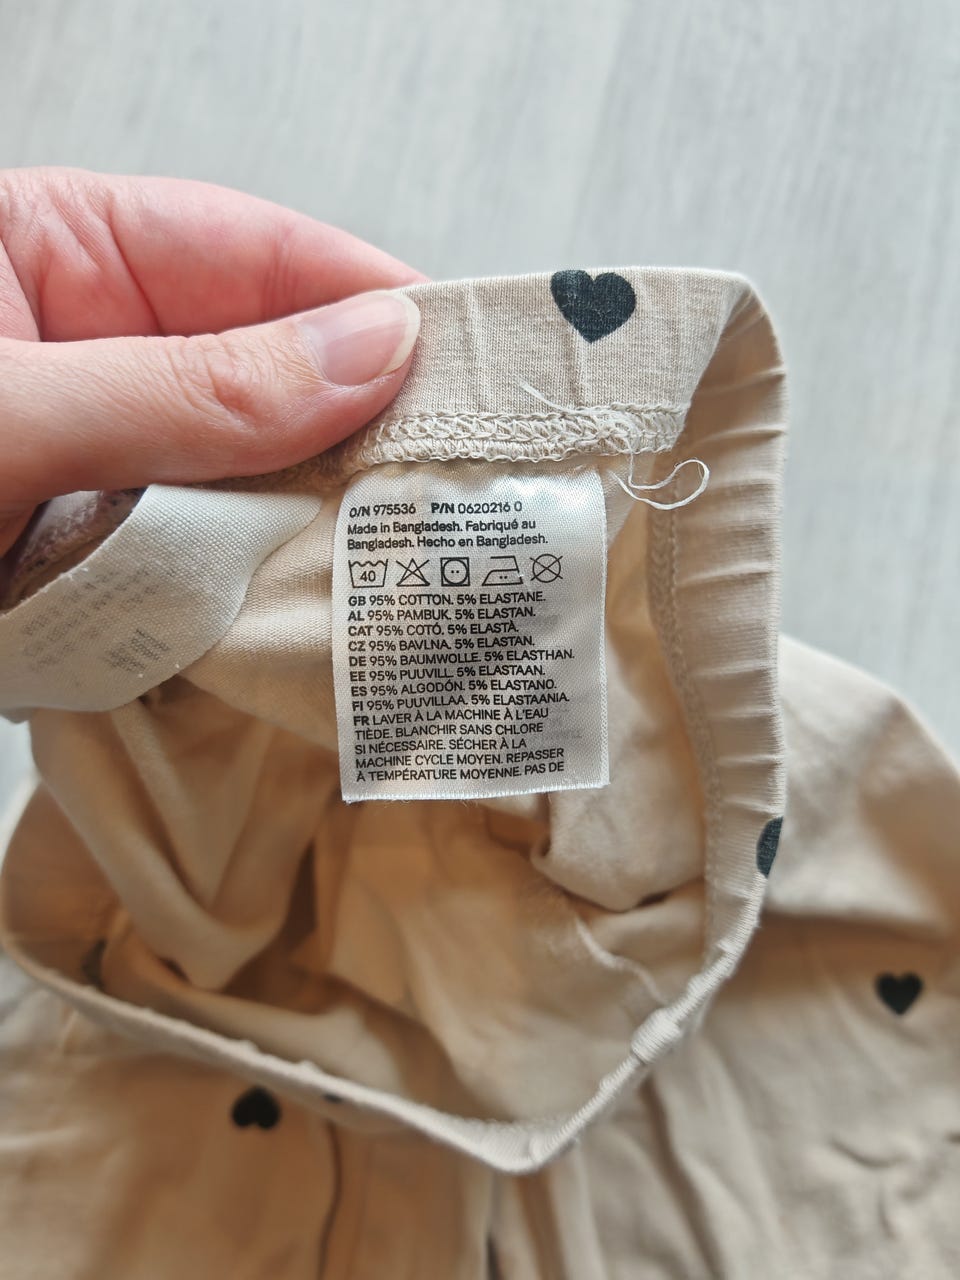 O/N 975536 P/N 0620216 0
Made in Bangladesh. Fabriqué au
Bangladesh. Hecho en Bangladesh.
40
GB 95% COTTON. 5% ELASTANE.
AL 95% PAMBUK. 5% ELASTAN.
CAT 95% COTÓ. 5% ELASTÀ.
CZ 95% BAVLNA. 5% ELASTAN.
DE 95% BAUMWOLLE. 5% ELASTHAN.
EE 95% PUUVILL. 5% ELASTAAN.
ES 95% ALGODÓN. 5% ELASTANO.
FI 95% PUUVILLAA. 5% ELASTAANIA.
FR LAVER À LA MACHINE À L'EAU
TIÈDE. BLANCHIR SANS CHLORE
SI NÉCESSAIRE. SÉCHER À LA
MACHINE CYCLE MOYEN. REPASSER
À TEMPÉRATURE MOYENNE. PAS DE